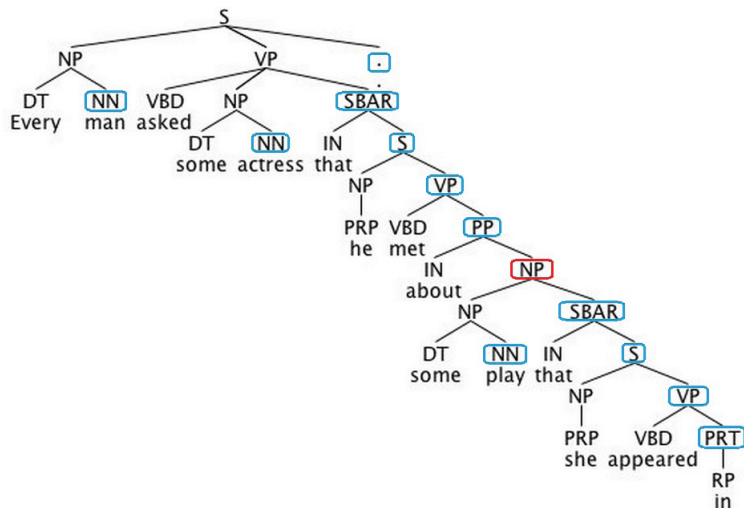 S
NP VP .
DT NN VBD NP . SBAR
Every man asked
DT NN IN S
some actress that
NP VP
PRP VBD PP
he met
IN NP
about
NP SBAR
DT NN IN S
some play that
NP VP
PRP VBD PRT
she appeared
RP
in